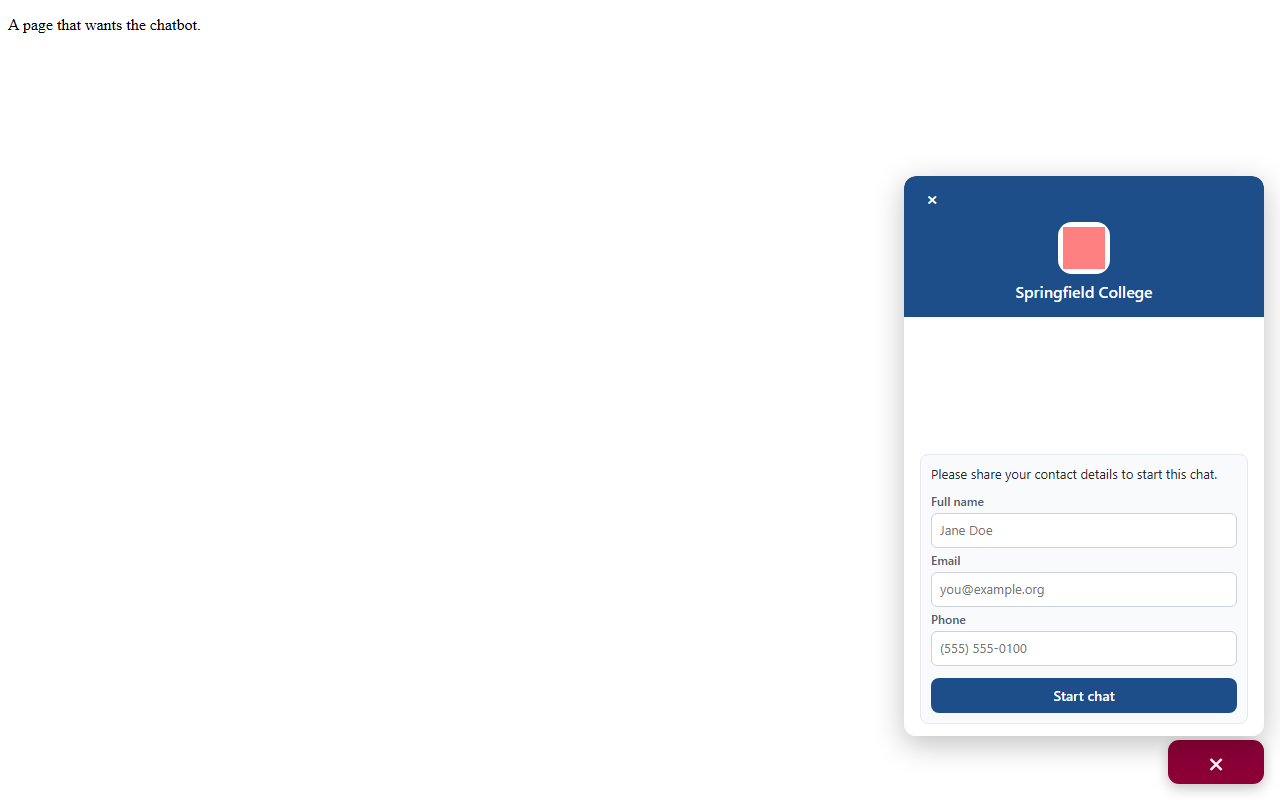 A page that wants the chatbot.
×
Springfield College
Please share your contact details to start this chat.
Full name
Jane Doe
Email
you@example.org
Phone
(555) 555-0100
Start chat
×